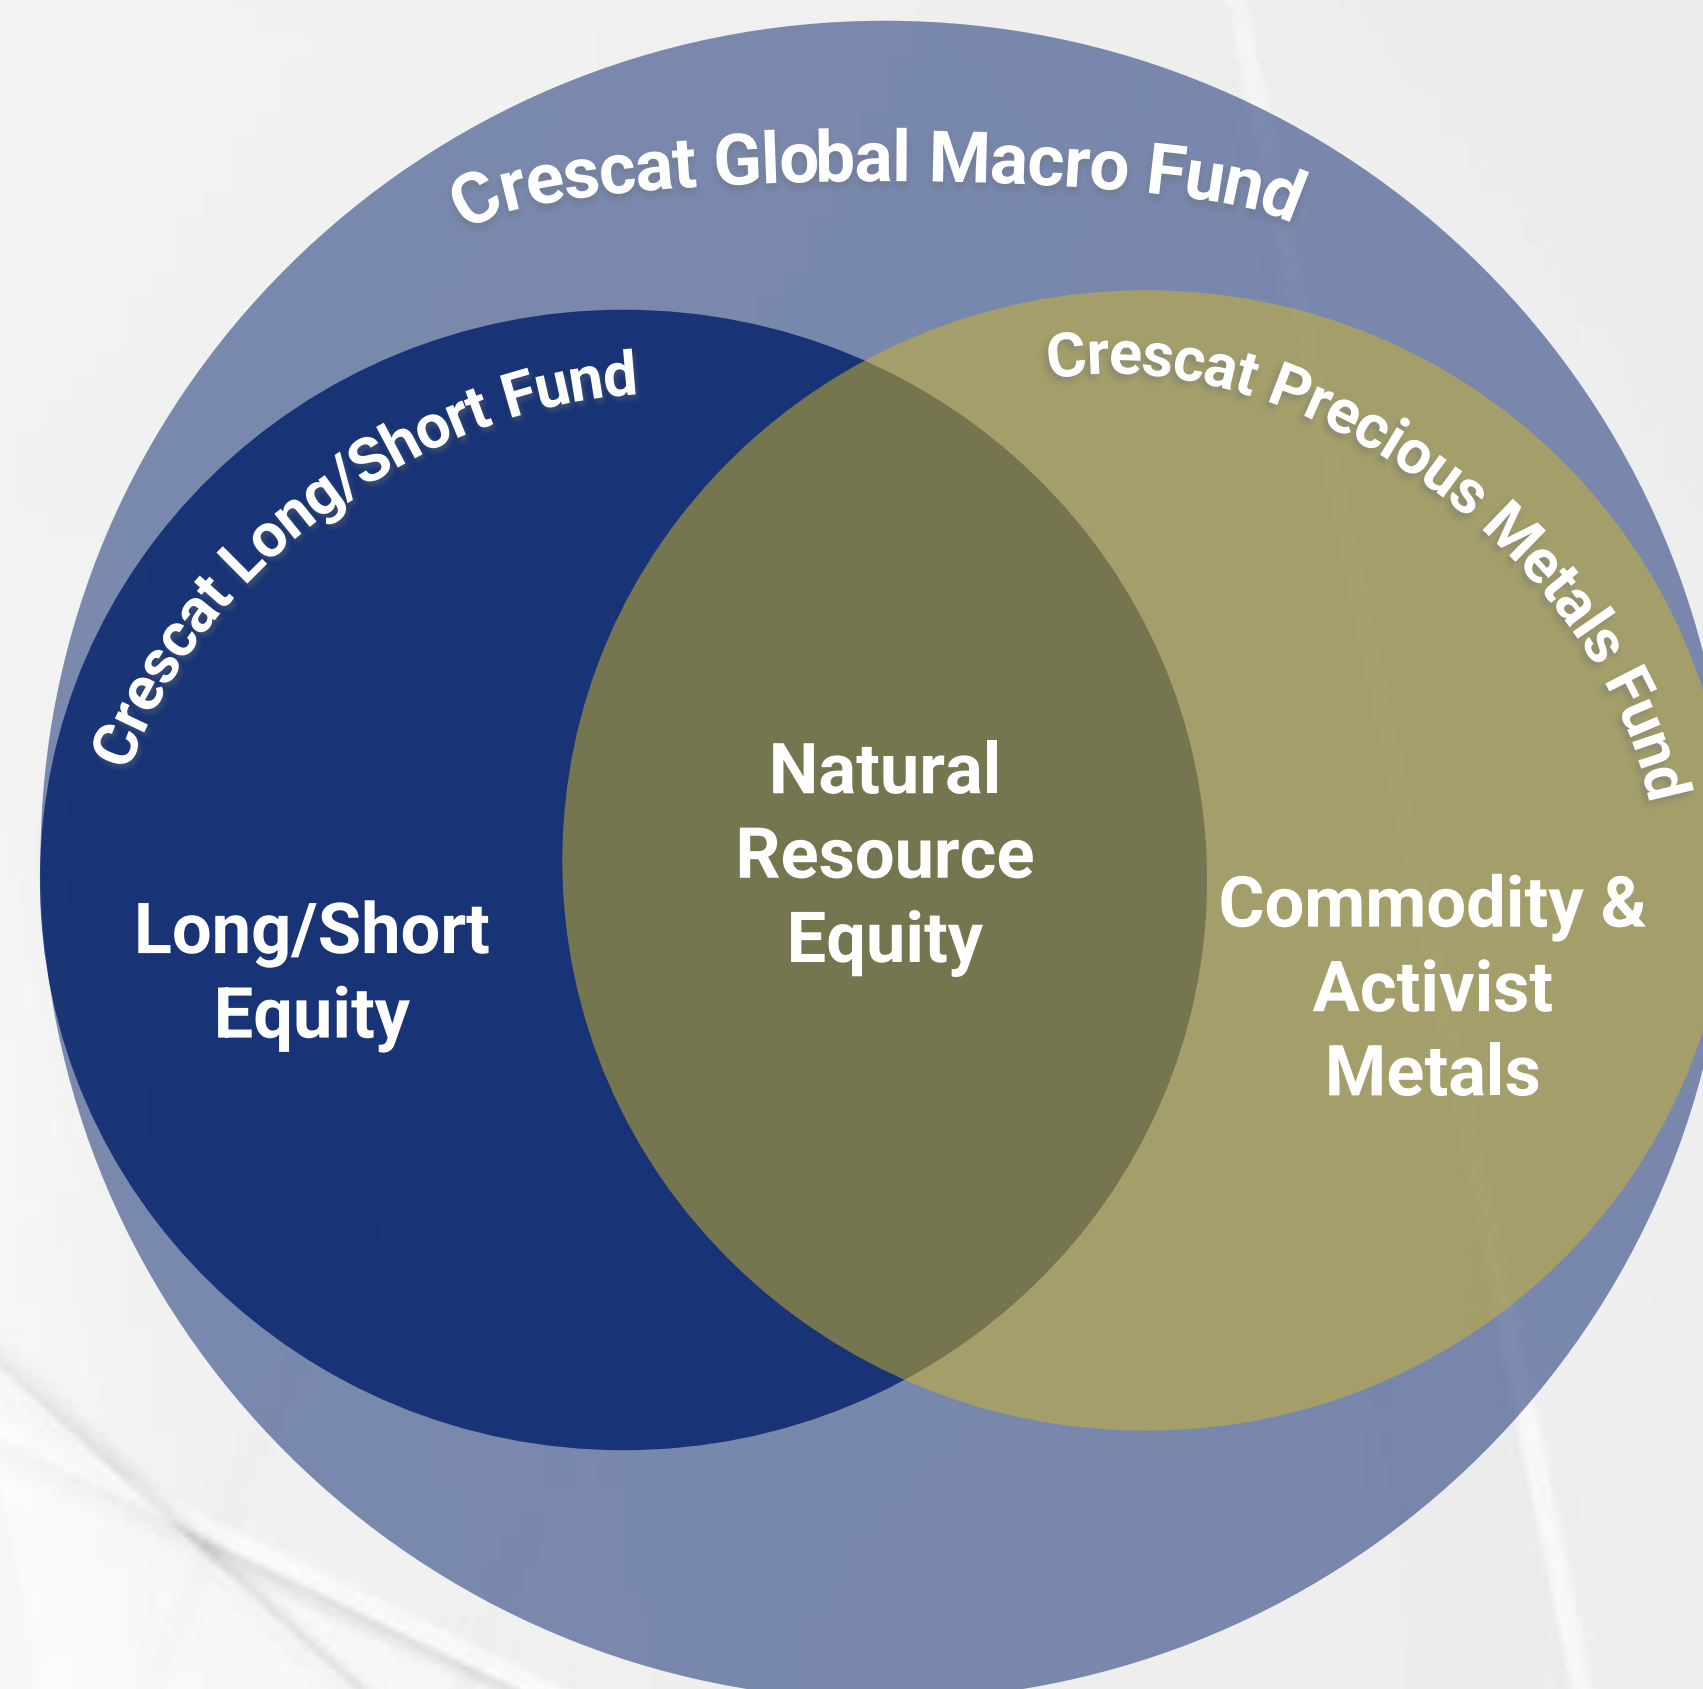 Crescat Global Macro Fund
Crescat Long/Short Fund
Crescat Precious Metals Fund
Natural
Resource
Equity
Long/Short
Equity
Commodity &
Activist
Metals